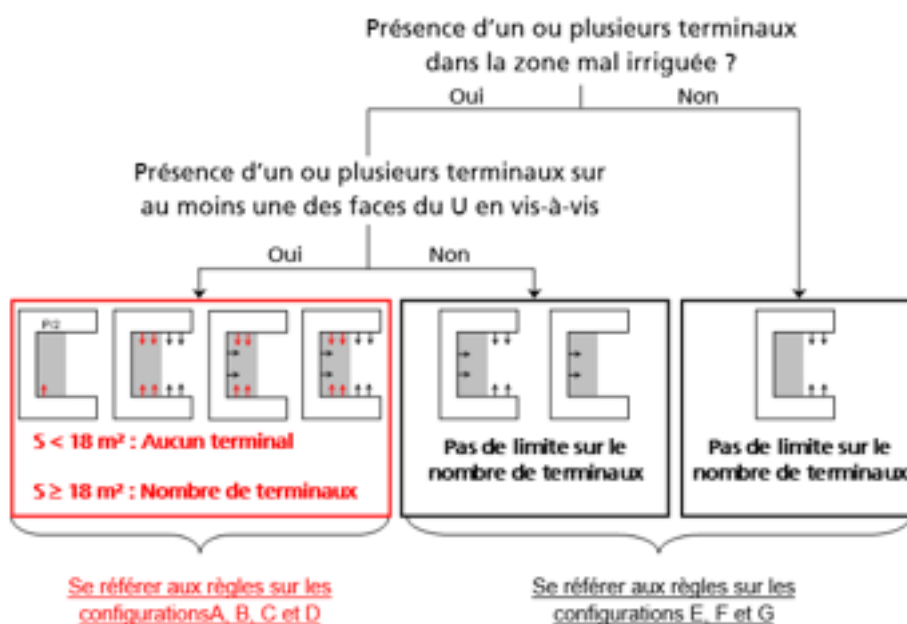 Présence d'un ou plusieurs terminaux
dans la zone mal irriguée ?
Oui
Non
Présence d'un ou plusieurs terminaux sur
au moins une des faces du U en vis-à-vis
Oui
Non
P/2
S < 18 m² : Aucun terminal
S ≥ 18 m² : Nombre de terminaux
Pas de limite sur le
nombre de terminaux
Pas de limite sur le
nombre de terminaux
Se référer aux règles sur les
configurationsA, B, C et D
Se référer aux règles sur les
configurations E, F et G